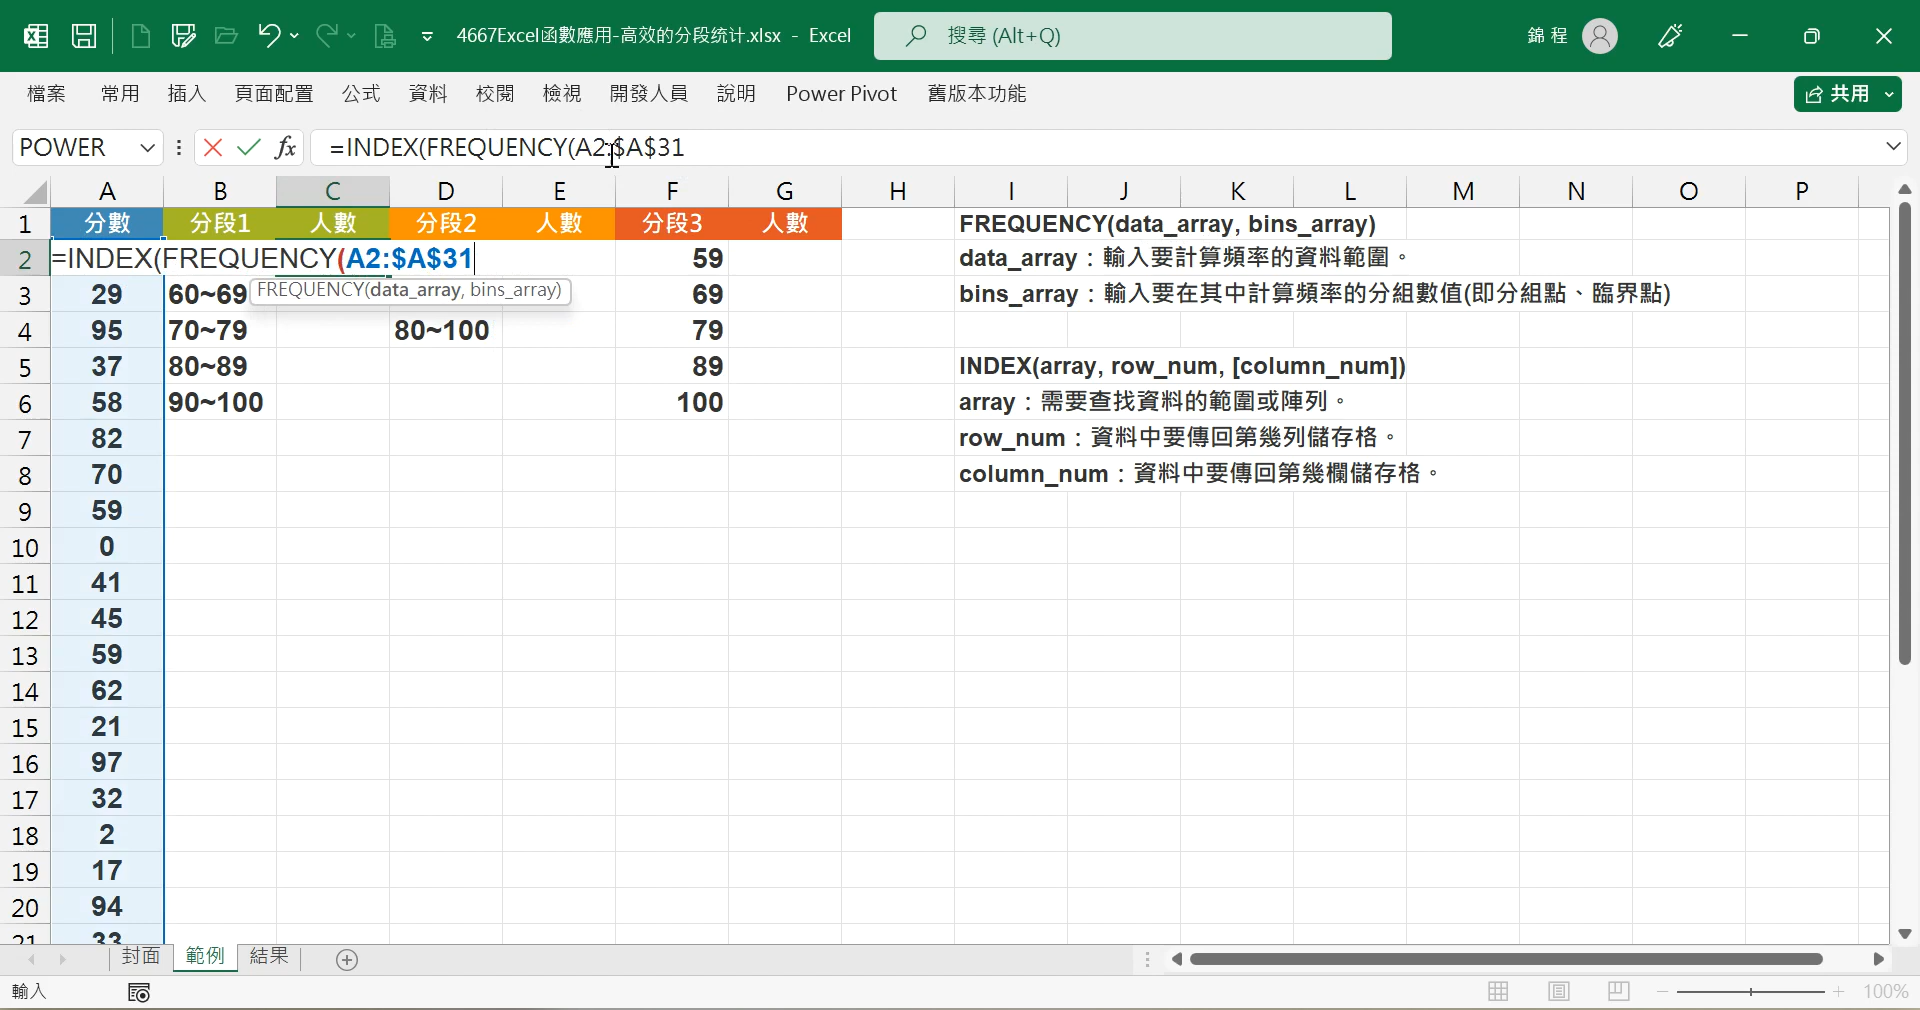 4667Excel函數應用-高效的分段统计.xlsx - Excel
搜尋 (Alt+Q)
錦 程
檔案 常用 插入 頁面配置 公式 資料 校閱 檢視 開發人員 說明 Power Pivot 舊版本功能
共用
POWER
fx
=INDEX(FREQUENCY(A2:$A$31
A B C D E F G H I J K L M N O P
1 分數 分段1 人數 分段2 人數 分段3 人數 FREQUENCY(data_array, bins_array)
2 =INDEX(FREQUENCY(A2:$A$31 59 data_array：輸入要計算頻率的資料範圍。
FREQUENCY(data_array, bins_array)
3 29 60~69 69 bins_array：輸入要在其中計算頻率的分組數值(即分組點、臨界點)
4 95 70~79 80~100 79
5 37 80~89 89 INDEX(array, row_num, [column_num])
6 58 90~100 100 array：需要查找資料的範圍或陣列。
7 82 row_num：資料中要傳回第幾列儲存格。
8 70 column_num：資料中要傳回第幾欄儲存格。
9 59
10 0
11 41
12 45
13 59
14 62
15 21
16 97
17 32
18 2
19 17
20 94
21 33
封面 範例 結果
輸入
100%